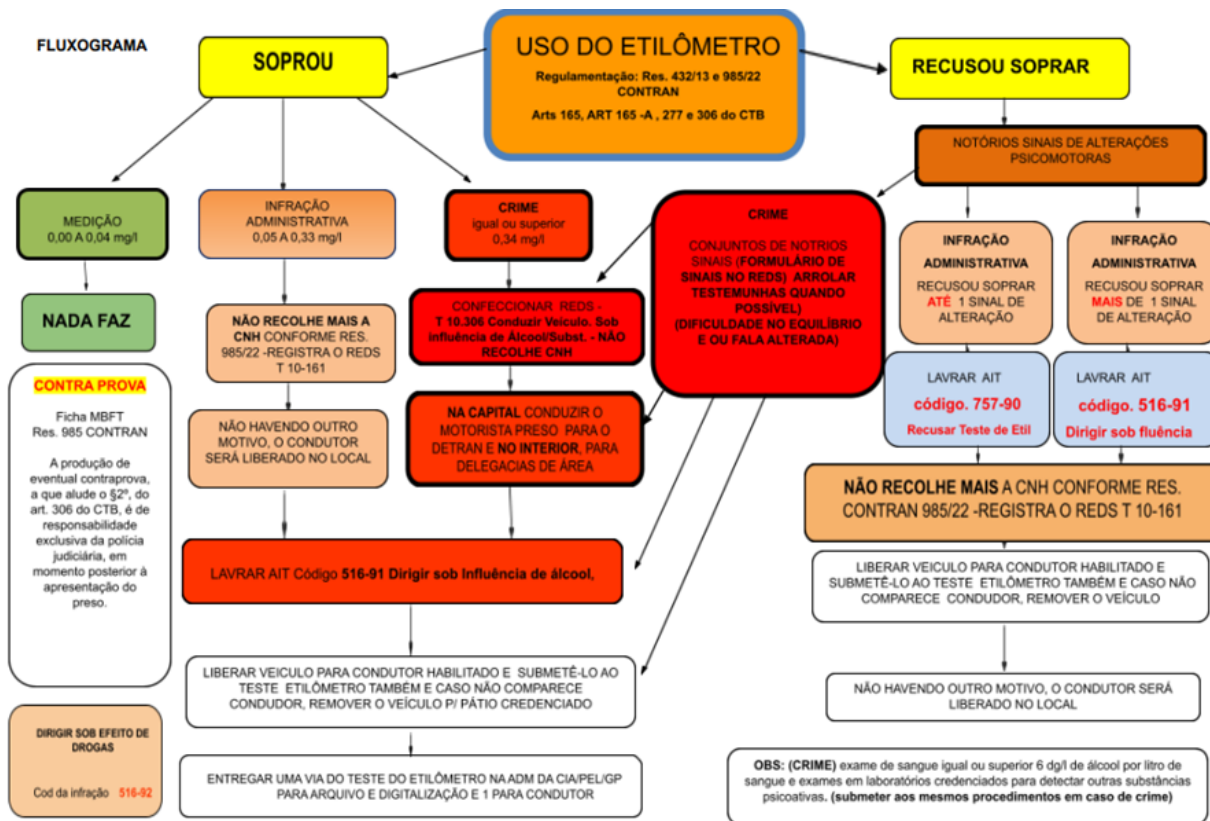 FLUXOGRAMA
USO DO ETILÔMETRO
Regulamentação: Res. 432/13 e 985/22
CONTRAN
Arts 165, ART 165 -A , 277 e 306 do CTB
SOPROU
RECUSOU SOPRAR
NOTÓRIOS SINAIS DE ALTERAÇÕES
PSICOMOTORAS
MEDIÇÃO
0,00 A 0,04 mg/l
NADA FAZ
INFRAÇÃO
ADMINISTRATIVA
0,05 A 0,33 mg/l
NÃO RECOLHE MAIS A
CNH CONFORME RES.
985/22 -REGISTRA O REDS
T 10-161
NÃO HAVENDO OUTRO
MOTIVO, O CONDUTOR
SERÁ LIBERADO NO LOCAL
CRIME
igual ou superior
0,34 mg/l
CONFECCIONAR REDS -
T 10.306 Conduzir Veículo. Sob
influência de Álcool/Subst. - NÃO
RECOLHE CNH
NA CAPITAL CONDUZIR O
MOTORISTA PRESO PARA O
DETRAN E NO INTERIOR, PARA
DELEGACIAS DE ÁREA
CRIME
CONJUNTOS DE NOTRIOS
SINAIS (FORMULÁRIO DE
SINAIS NO REDS) ARROLAR
TESTEMUNHAS QUANDO
POSSÍVEL)
(DIFICULDADE NO EQUILÍBRIO
E OU FALA ALTERADA)
INFRAÇÃO
ADMINISTRATIVA
RECUSOU SOPRAR
ATÉ 1 SINAL DE
ALTERAÇÃO
INFRAÇÃO
ADMINISTRATIVA
RECUSOU SOPRAR
MAIS DE 1 SINAL
DE ALTERAÇÃO
LAVRAR AIT
código. 757-90
Recusar Teste de Etil
LAVRAR AIT
código. 516-91
Dirigir sob fluência
NÃO RECOLHE MAIS A CNH CONFORME RES.
CONTRAN 985/22 -REGISTRA O REDS T 10-161
LIBERAR VEICULO PARA CONDUTOR HABILITADO E
SUBMETÊ-LO AO TESTE ETILÔMETRO TAMBÉM E CASO NÃO
COMPARECE CONDUDOR, REMOVER O VEÍCULO
NÃO HAVENDO OUTRO MOTIVO, O CONDUTOR SERÁ
LIBERADO NO LOCAL
CONTRA PROVA
Ficha MBFT
Res. 985 CONTRAN
A produção de
eventual contraprova,
a que alude o §2º, do
art. 306 do CTB, é de
responsabilidade
exclusiva da polícia
judiciária, em
momento posterior à
apresentação do
preso.
LAVRAR AIT Código 516-91 Dirigir sob Influência de álcool,
LIBERAR VEICULO PARA CONDUTOR HABILITADO E SUBMETÊ-LO AO
TESTE ETILÔMETRO TAMBÉM E CASO NÃO COMPARECE
CONDUDOR, REMOVER O VEÍCULO P/ PÁTIO CREDENCIADO
ENTREGAR UMA VIA DO TESTE DO ETILÔMETRO NA ADM DA CIA/PEL/GP
PARA ARQUIVO E DIGITALIZAÇÃO E 1 PARA CONDUTOR
DIRIGIR SOB EFEITO DE
DROGAS
Cod da infração 516-92
OBS: (CRIME) exame de sangue igual ou superior 6 dg/l de álcool por litro de
sangue e exames em laboratórios credenciados para detectar outras substâncias
psicoativas. (submeter aos mesmos procedimentos em caso de crime)